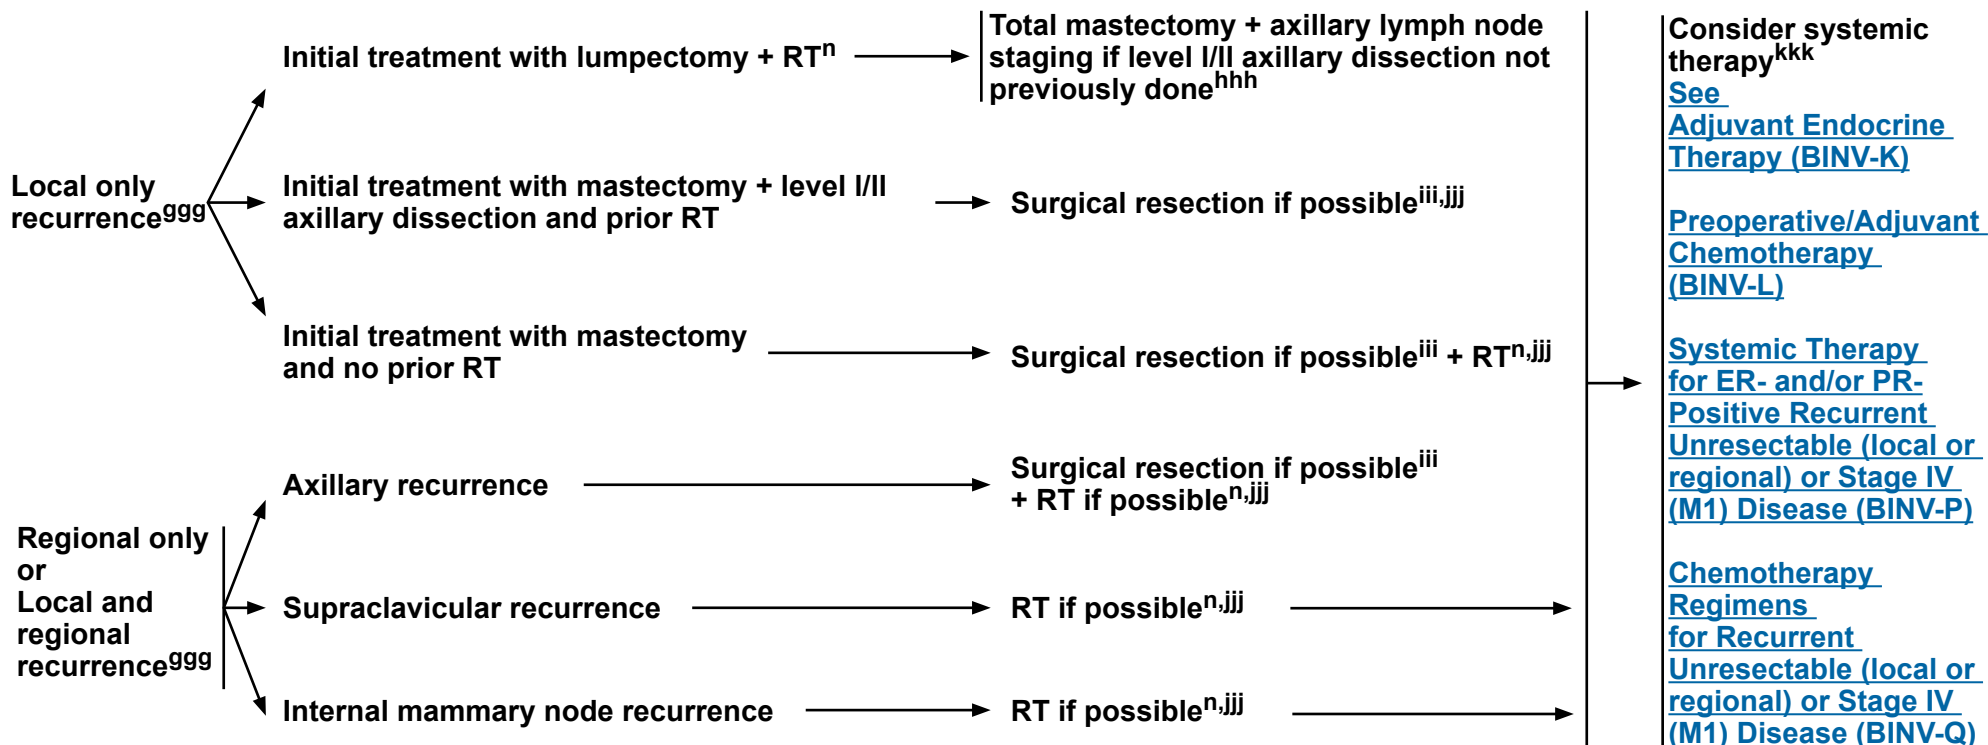 Local only
recurrenceggg
Initial treatment with lumpectomy + RTn
Total mastectomy + axillary lymph node
staging if level I/II axillary dissection not
previously donehhh
Initial treatment with mastectomy + level I/II
axillary dissection and prior RT
Surgical resection if possibleiii,jjj
Initial treatment with mastectomy
and no prior RT
Surgical resection if possibleiii + RTn,jjj
Regional only
or
Local and
regional
recurrenceggg
Axillary recurrence
Surgical resection if possibleiii
+ RT if possiblen,jjj
Supraclavicular recurrence
RT if possiblen,jjj
Internal mammary node recurrence
RT if possiblen,jjj
Consider systemic
therapykkk
See
Adjuvant Endocrine
Therapy (BINV-K)
Preoperative/Adjuvant
Chemotherapy
(BINV-L)
Systemic Therapy
for ER- and/or PR-
Positive Recurrent
Unresectable (local or
regional) or Stage IV
(M1) Disease (BINV-P)
Chemotherapy
Regimens
for Recurrent
Unresectable (local or
regional) or Stage IV
(M1) Disease (BINV-Q)